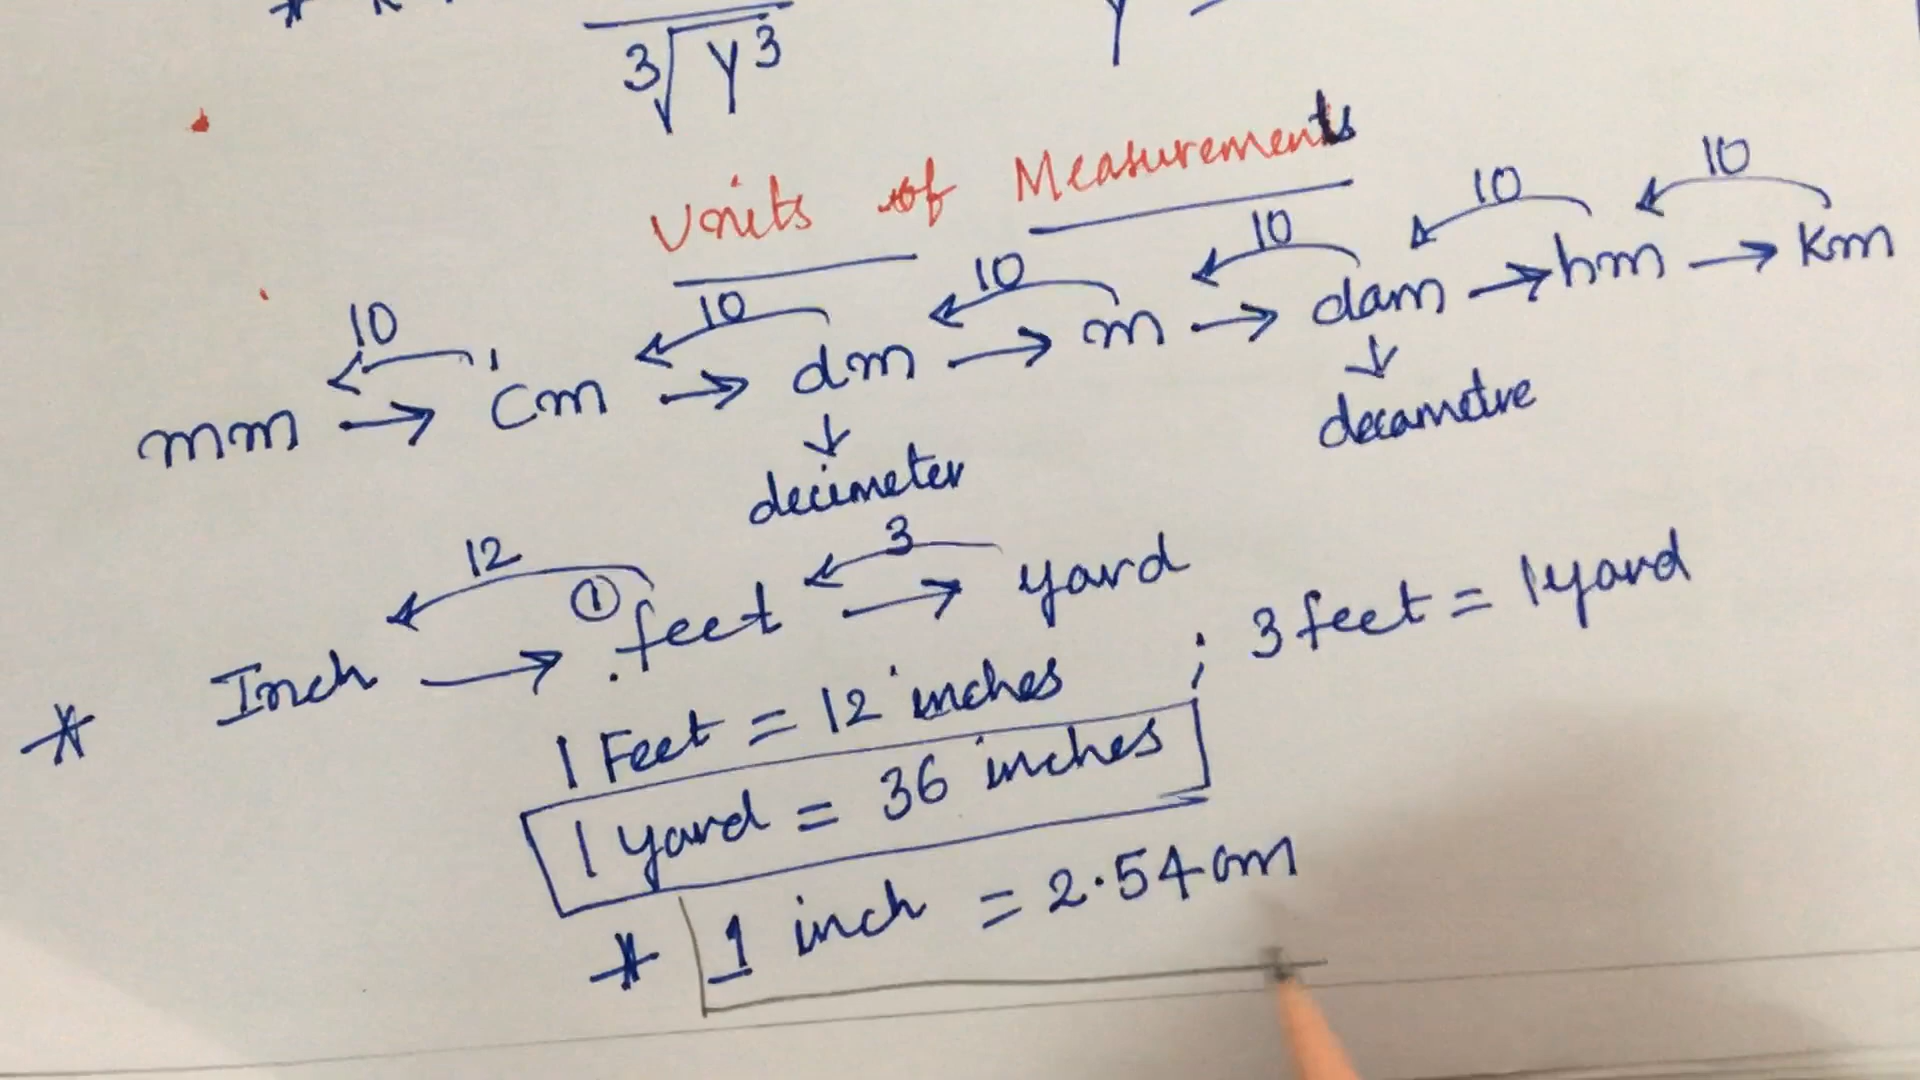 3√y³ y
Units of Measurements
10 10 10 10 10 10
mm → cm → dm → m → dam → hm → km
↓ decimeter ↓ decametre
12 3
* Inch → ① feet → yard
1 Feet = 12 inches ; 3 feet = 1 yard
1 yard = 36 inches
* 1 inch = 2.54 cm